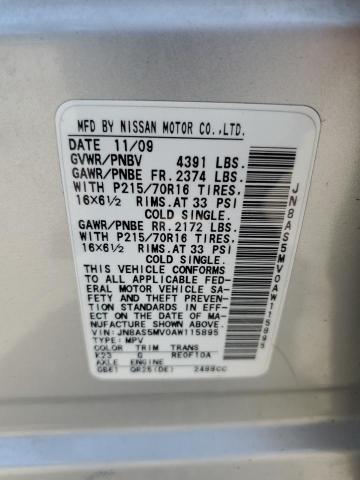 MFD BY NISSAN MOTOR CO.,LTD.
DATE 11/09
GVWR/PNBV 4391 LBS.
GAWR/PNBE FR. 2374 LBS.
WITH P215/70R16 TIRES,
16x6½ RIMS.AT 33 PSI
COLD SINGLE.
GAWR/PNBE RR. 2172 LBS.
WITH P215/70R16 TIRES,
16x6½ RIMS.AT 33 PSI
COLD SINGLE.
THIS VEHICLE CONFORMS
TO ALL APPLICABLE FED-
ERAL MOTOR VEHICLE SA-
FETY AND THEFT PREVENTION
STANDARDS IN EFF-
ECT ON THE DATE OF MA-
NUFACTURE SHOWN ABOVE.
VIN:JN8AS5MV0AW115895
TYPE:MPV
COLOR TRIM TRANS
K23 G RE0F10A
AXLE ENGINE
GB61 QR25(DE) 2488CC
JN8AS5MV0AW115895